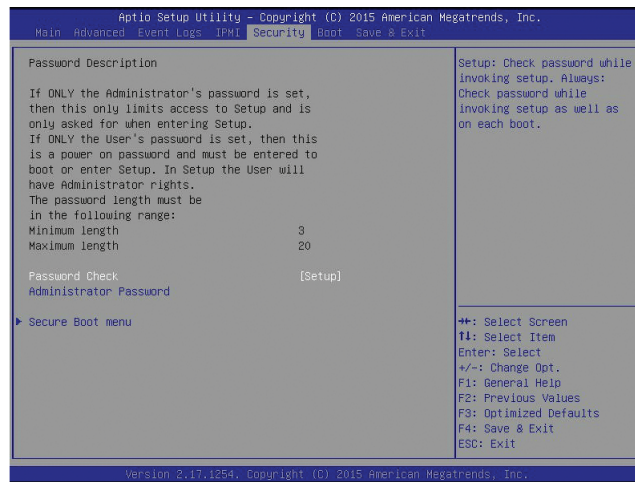 Aptio Setup Utility – Copyright (C) 2015 American Megatrends, Inc.
Main Advanced Event Logs IPMI Security Boot Save & Exit
Password Description
If ONLY the Administrator's password is set,
then this only limits access to Setup and is
only asked for when entering Setup.
If ONLY the User's password is set, then this
is a power on password and must be entered to
boot or enter Setup. In Setup the User will
have Administrator rights.
The password length must be
in the following range:
Minimum length 3
Maximum length 20
Password Check [Setup]
Administrator Password
Secure Boot menu
Setup: Check password while
invoking setup. Always:
Check password while
invoking setup as well as
on each boot.
→←: Select Screen
↑↓: Select Item
Enter: Select
+/-: Change Opt.
F1: General Help
F2: Previous Values
F3: Optimized Defaults
F4: Save & Exit
ESC: Exit
Version 2.17.1254. Copyright (C) 2015 American Megatrends, Inc.